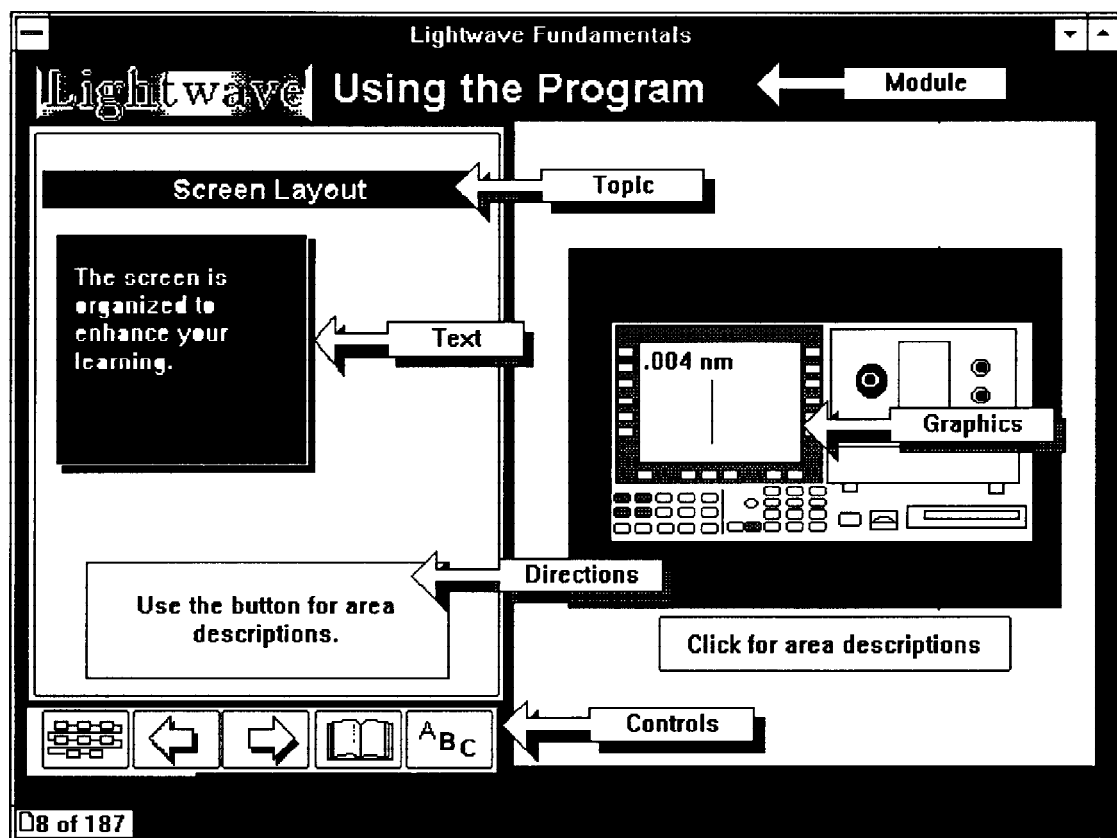 Lightwave Fundamentals
Lightwave Using the Program
Module
Screen Layout
Topic
The screen is
organized to
enhance your
learning.
Text
.004 nm
Graphics
Directions
Use the button for area
descriptions.
Click for area descriptions
Controls
A B C
8 of 187